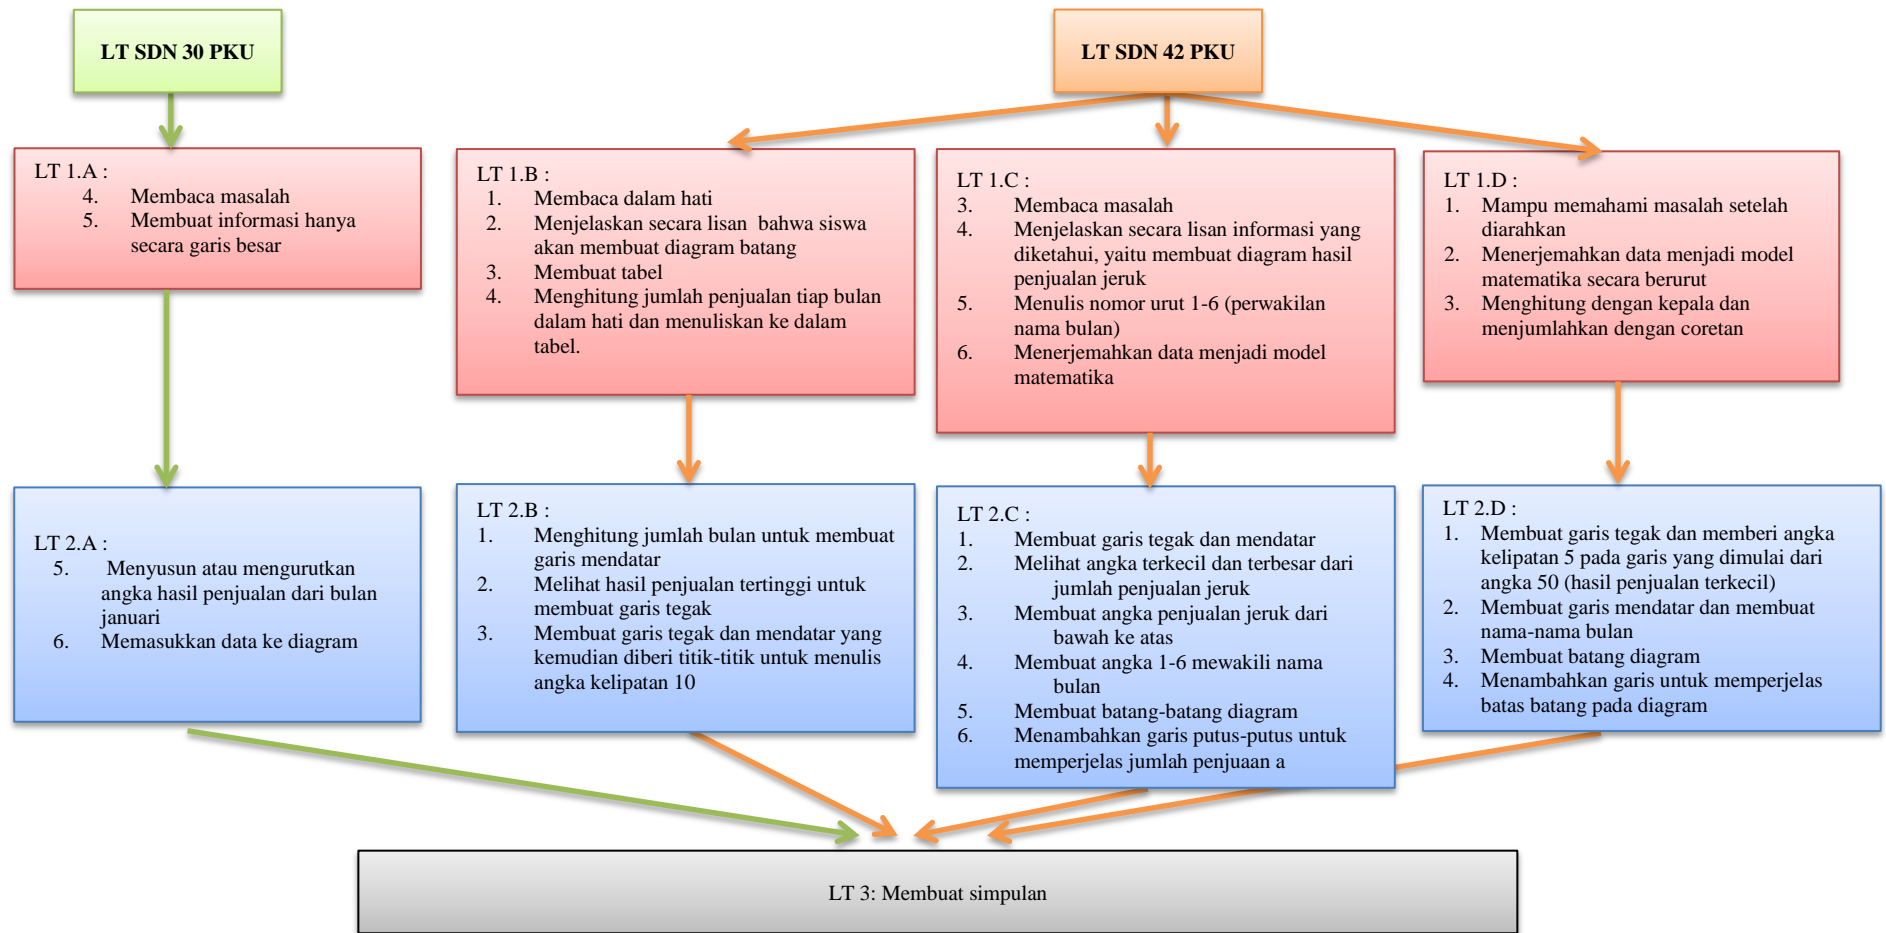 LT SDN 30 PKU
LT SDN 42 PKU
LT 1.A :
4. Membaca masalah
5. Membuat informasi hanya
secara garis besar
LT 1.B :
1. Membaca dalam hati
2. Menjelaskan secara lisan bahwa siswa
akan membuat diagram batang
3. Membuat tabel
4. Menghitung jumlah penjualan tiap bulan
dalam hati dan menuliskan ke dalam
tabel.
LT 1.C :
3. Membaca masalah
4. Menjelaskan secara lisan informasi yang
diketahui, yaitu membuat diagram hasil
penjualan jeruk
5. Menulis nomor urut 1-6 (perwakilan
nama bulan)
6. Menerjemahkan data menjadi model
matematika
LT 1.D :
1. Mampu memahami masalah setelah
diarahkan
2. Menerjemahkan data menjadi model
matematika secara berurut
3. Menghitung dengan kepala dan
menjumlahkan dengan coretan
LT 2.A :
5. Menyusun atau mengurutkan
angka hasil penjualan dari bulan
januari
6. Memasukkan data ke diagram
LT 2.B :
1. Menghitung jumlah bulan untuk membuat
garis mendatar
2. Melihat hasil penjualan tertinggi untuk
membuat garis tegak
3. Membuat garis tegak dan mendatar yang
kemudian diberi titik-titik untuk menulis
angka kelipatan 10
LT 2.C :
1. Membuat garis tegak dan mendatar
2. Melihat angka terkecil dan terbesar dari
jumlah penjualan jeruk
3. Membuat angka penjualan jeruk dari
bawah ke atas
4. Membuat angka 1-6 mewakili nama
bulan
5. Membuat batang-batang diagram
6. Menambahkan garis putus-putus untuk
memperjelas jumlah penjuaan a
LT 2.D :
1. Membuat garis tegak dan memberi angka
kelipatan 5 pada garis yang dimulai dari
angka 50 (hasil penjualan terkecil)
2. Membuat garis mendatar dan membuat
nama-nama bulan
3. Membuat batang diagram
4. Menambahkan garis untuk memperjelas
batas batang pada diagram
LT 3: Membuat simpulan